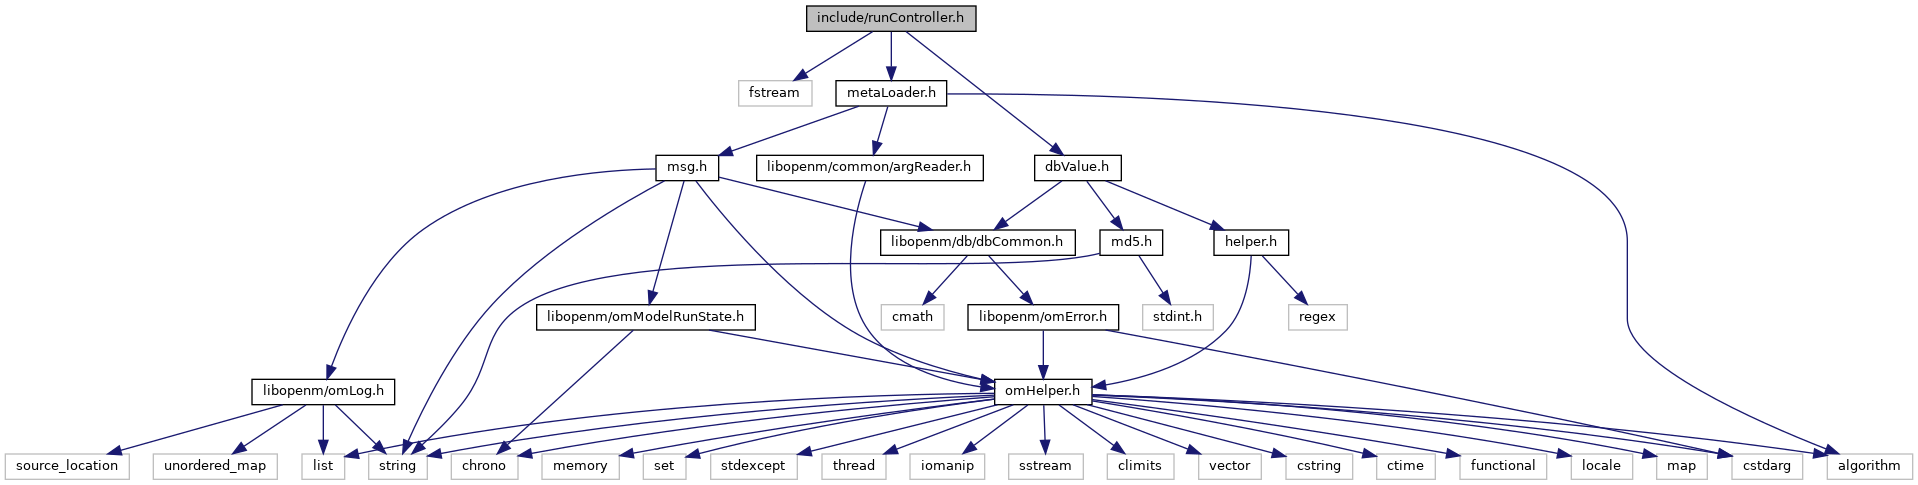 include/runController.h
fstream
metaLoader.h
msg.h
libopenm/common/argReader.h
dbValue.h
libopenm/db/dbCommon.h
md5.h
helper.h
libopenm/omModelRunState.h
cmath
libopenm/omError.h
stdint.h
regex
libopenm/omLog.h
omHelper.h
source_location
unordered_map
list
string
chrono
memory
set
stdexcept
thread
iomanip
sstream
climits
vector
cstring
ctime
functional
locale
map
cstdarg
algorithm